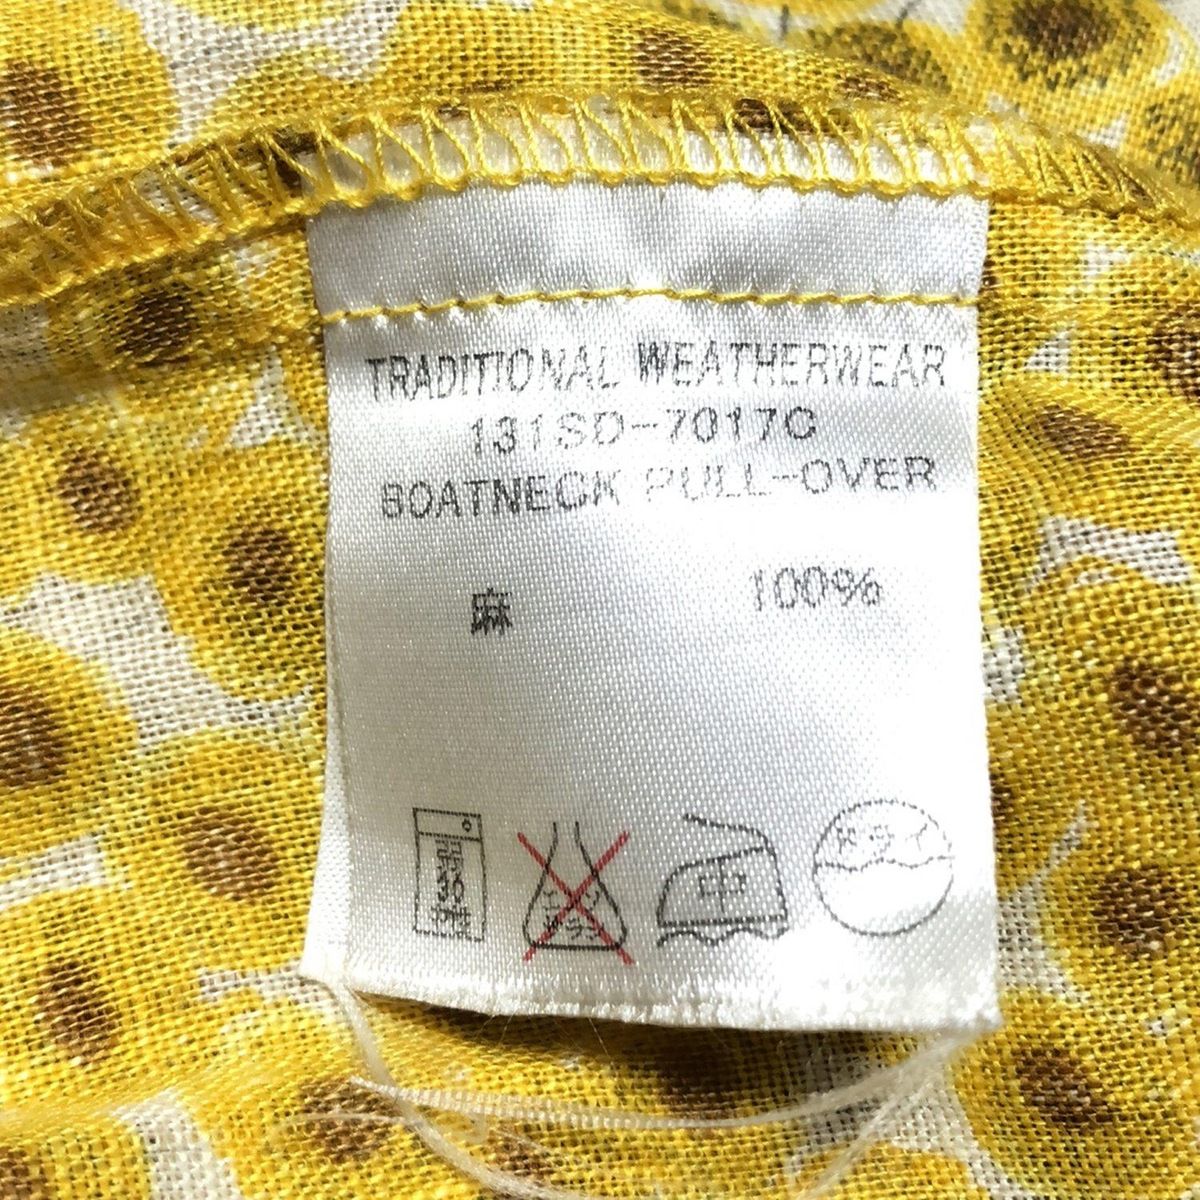 TRADITIONAL WEATHERWEAR
131SD-7017C
BOATNECK PULL-OVER
麻 100%
中
ドライ